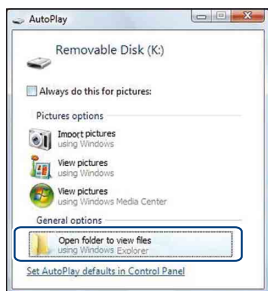 AutoPlay
Removable Disk (K:)
Always do this for pictures:
Pictures options
Import pictures
using Windows
View pictures
using Windows
View pictures
using Windows Media Center
General options
Open folder to view files
using Windows Explorer
Set AutoPlay defaults in Control Panel